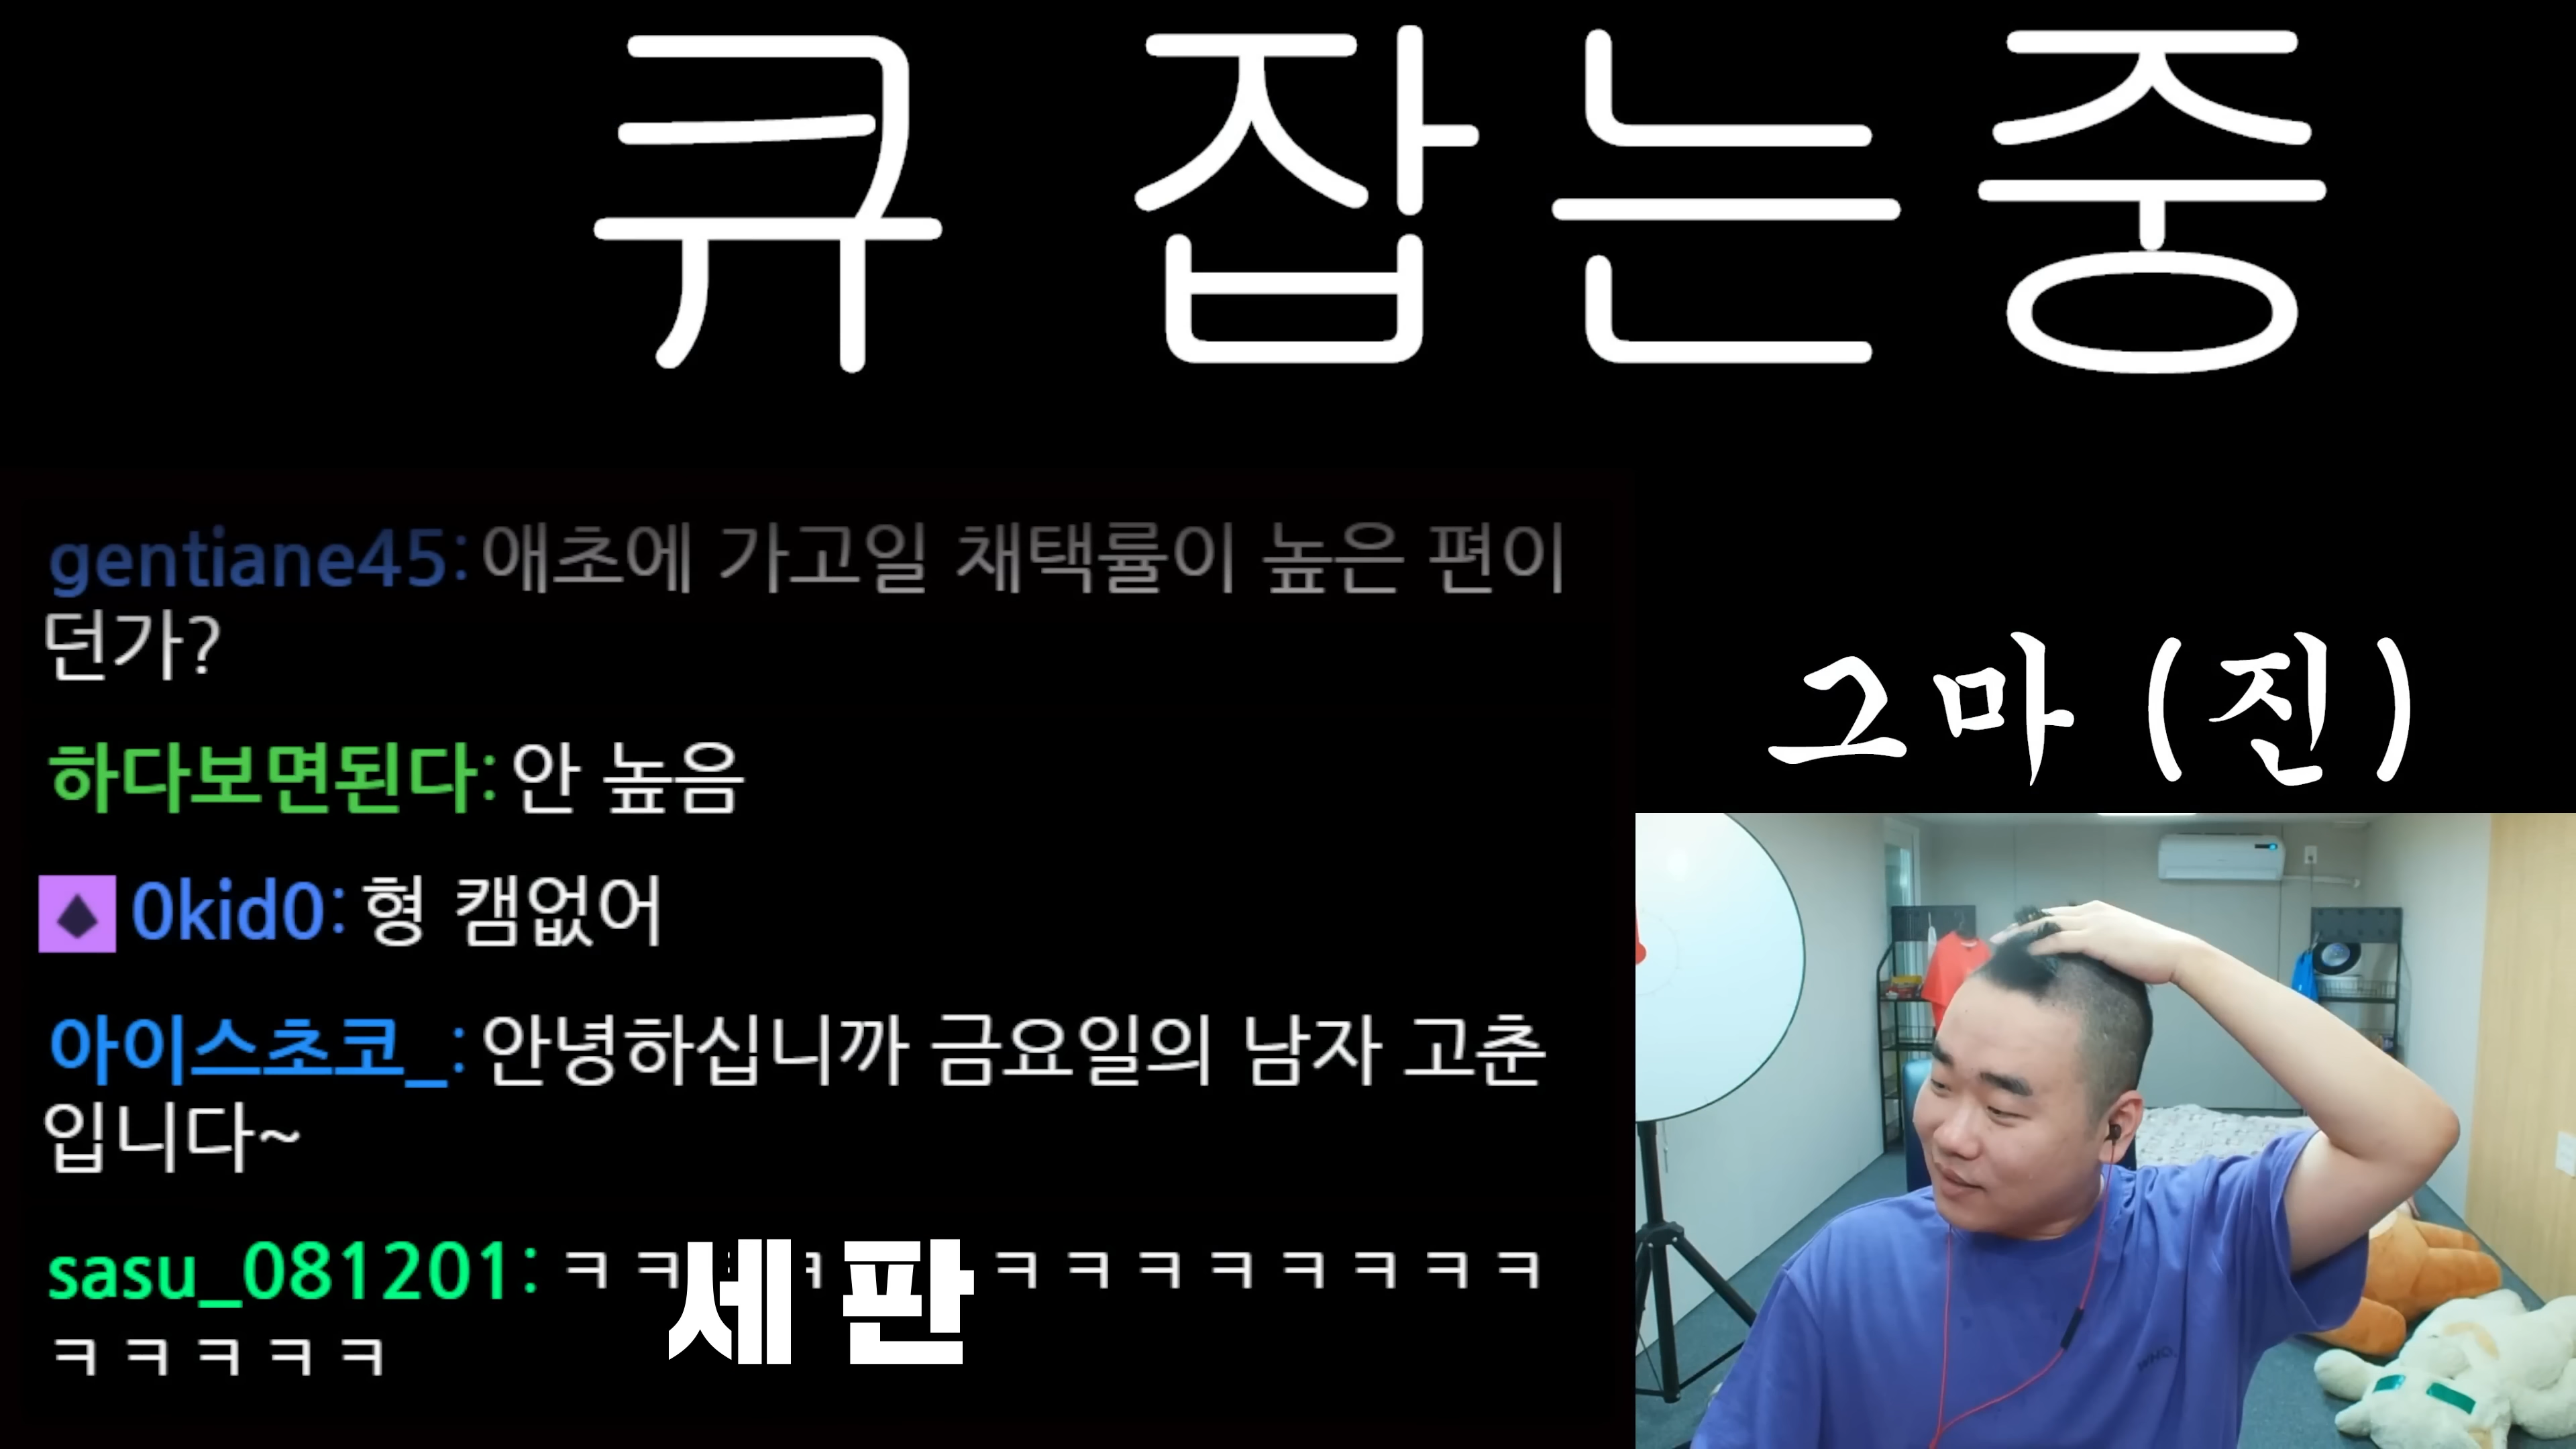 큐 잡는중
gentiane45: 애초에 가고일 채택률이 높은 편이
던가?
하다보면된다: 안 높음
0kid0: 형 캠없어
아이스초코_: 안녕하십니까 금요일의 남자 고춘
입니다~
sasu_081201: ㅋㅋㅋㅋㅋㅋㅋㅋㅋㅋㅋㅋ
ㅋㅋㅋㅋㅋ
세판
그마 (진)